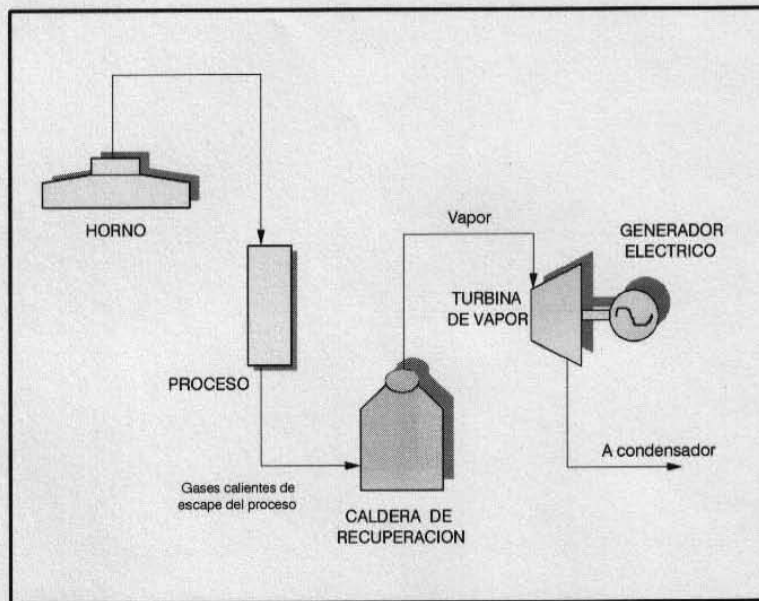 HORNO
PROCESO
Gases calientes de
escape del proceso
CALDERA DE
RECUPERACION
Vapor
TURBINA
DE VAPOR
GENERADOR
ELECTRICO
A condensador